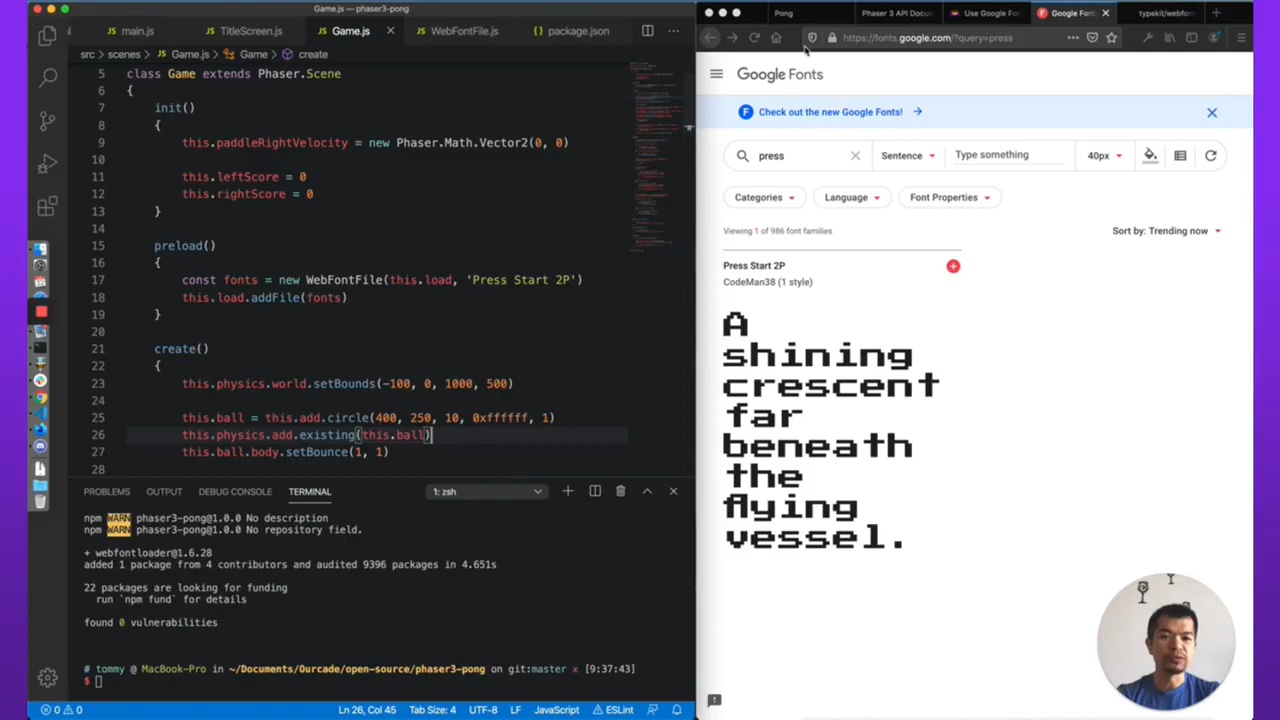 Game.js — phaser3-pong
main.js
TitleScreen.js
Game.js
WebFontFile.js
package.json
src > scenes > Game.js > Game > create
5 class Game extends Phaser.Scene
6 {
7 init()
8 {
9 this.paddleRightVelocity = new Phaser.Math.Vector2(0, 0)
10
11 this.leftScore = 0
12 this.rightScore = 0
13 }
14
15 preload()
16 {
17 const fonts = new WebFontFile(this.load, 'Press Start 2P')
18 this.load.addFile(fonts)
19 }
20
21 create()
22 {
23 this.physics.world.setBounds(-100, 0, 1000, 500)
24
25 this.ball = this.add.circle(400, 250, 10, 0xffffff, 1)
26 this.physics.add.existing(this.ball)
27 this.ball.body.setBounce(1, 1)
28
PROBLEMS OUTPUT DEBUG CONSOLE TERMINAL 1: zsh
npm WARN phaser3-pong@1.0.0 No description
npm WARN phaser3-pong@1.0.0 No repository field.
+ webfontloader@1.6.28
added 1 package from 4 contributors and audited 9396 packages in 4.651s
22 packages are looking for funding
run `npm fund` for details
found 0 vulnerabilities
# tommy @ MacBook-Pro in ~/Documents/Ourcade/open-source/phaser3-pong on git:master x [9:37:43]
$
0 0 Ln 26, Col 45 Tab Size: 4 UTF-8 LF JavaScript ESLint
Pong
Phaser 3 API Docu
Use Google Fon
Google Fon
typekit/webfon
https://fonts.google.com/?query=press
Google Fonts
F Check out the new Google Fonts!
press
Sentence
Type something
40px
Categories
Language
Font Properties
Viewing 1 of 986 font families
Sort by: Trending now
Press Start 2P
CodeMan38 (1 style)
A
shining
crescent
far
beneath
the
flying
vessel.